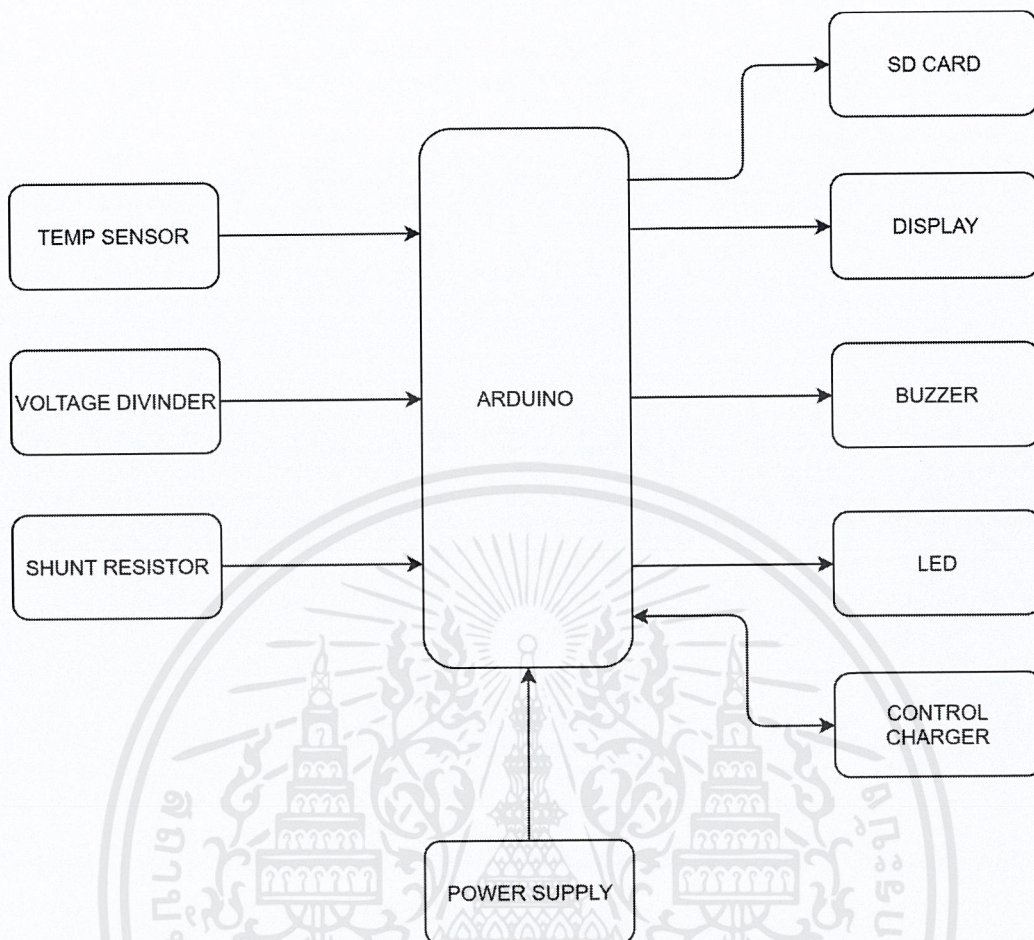 SD CARD
TEMP SENSOR
DISPLAY
VOLTAGE DIVINDER
ARDUINO
BUZZER
SHUNT RESISTOR
LED
CONTROL
CHARGER
POWER SUPPLY